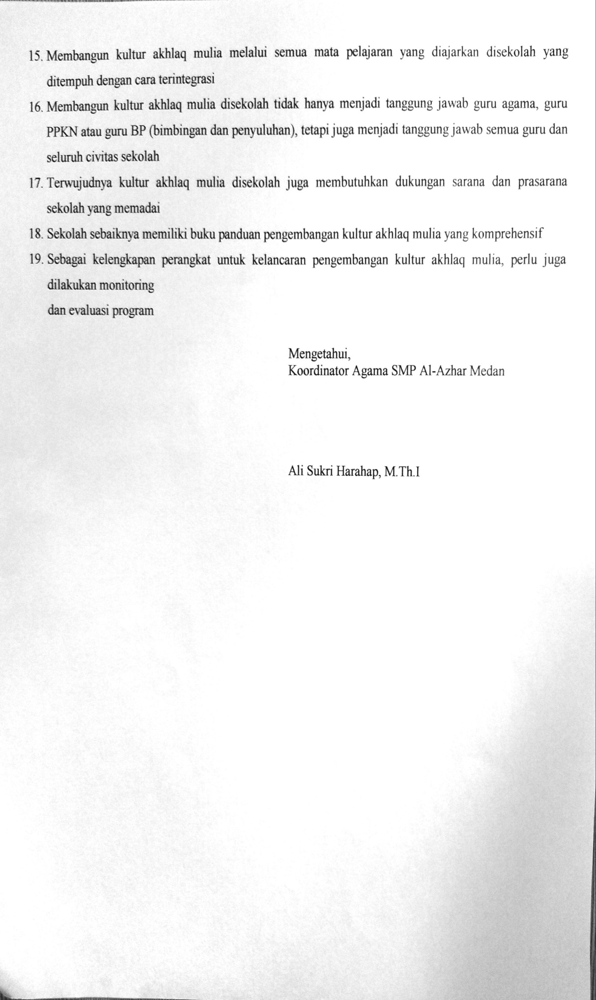 15. Membangun kultur akhlaq mulia melalui semua mata pelajaran yang diajarkan disekolah yang
ditempuh dengan cara terintegrasi
16. Membangun kultur akhlaq mulia disekolah tidak hanya menjadi tanggung jawab guru agama, guru
PPKN atau guru BP (bimbingan dan penyuluhan), tetapi juga menjadi tanggung jawab semua guru dan
seluruh civitas sekolah
17. Terwujudnya kultur akhlaq mulia disekolah juga membutuhkan dukungan sarana dan prasarana
sekolah yang memadai
18. Sekolah sebaiknya memiliki buku panduan pengembangan kultur akhlaq mulia yang komprehensif
19. Sebagai kelengkapan perangkat untuk kelancaran pengembangan kultur akhlaq mulia, perlu juga
dilakukan monitoring
dan evaluasi program
Mengetahui,
Koordinator Agama SMP Al-Azhar Medan
Ali Sukri Harahap, M.Th.I